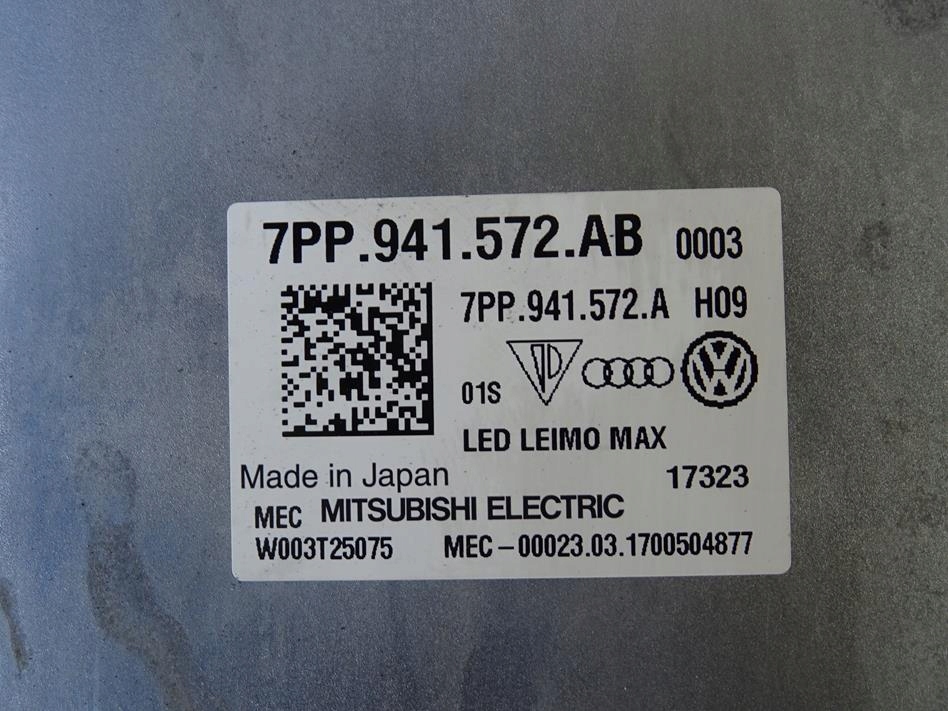 7PP.941.572.AB 0003
7PP.941.572.A H09
01S
LED LEIMO MAX
Made in Japan 17323
MEC MITSUBISHI ELECTRIC
W003T25075 MEC-00023.03.1700504877